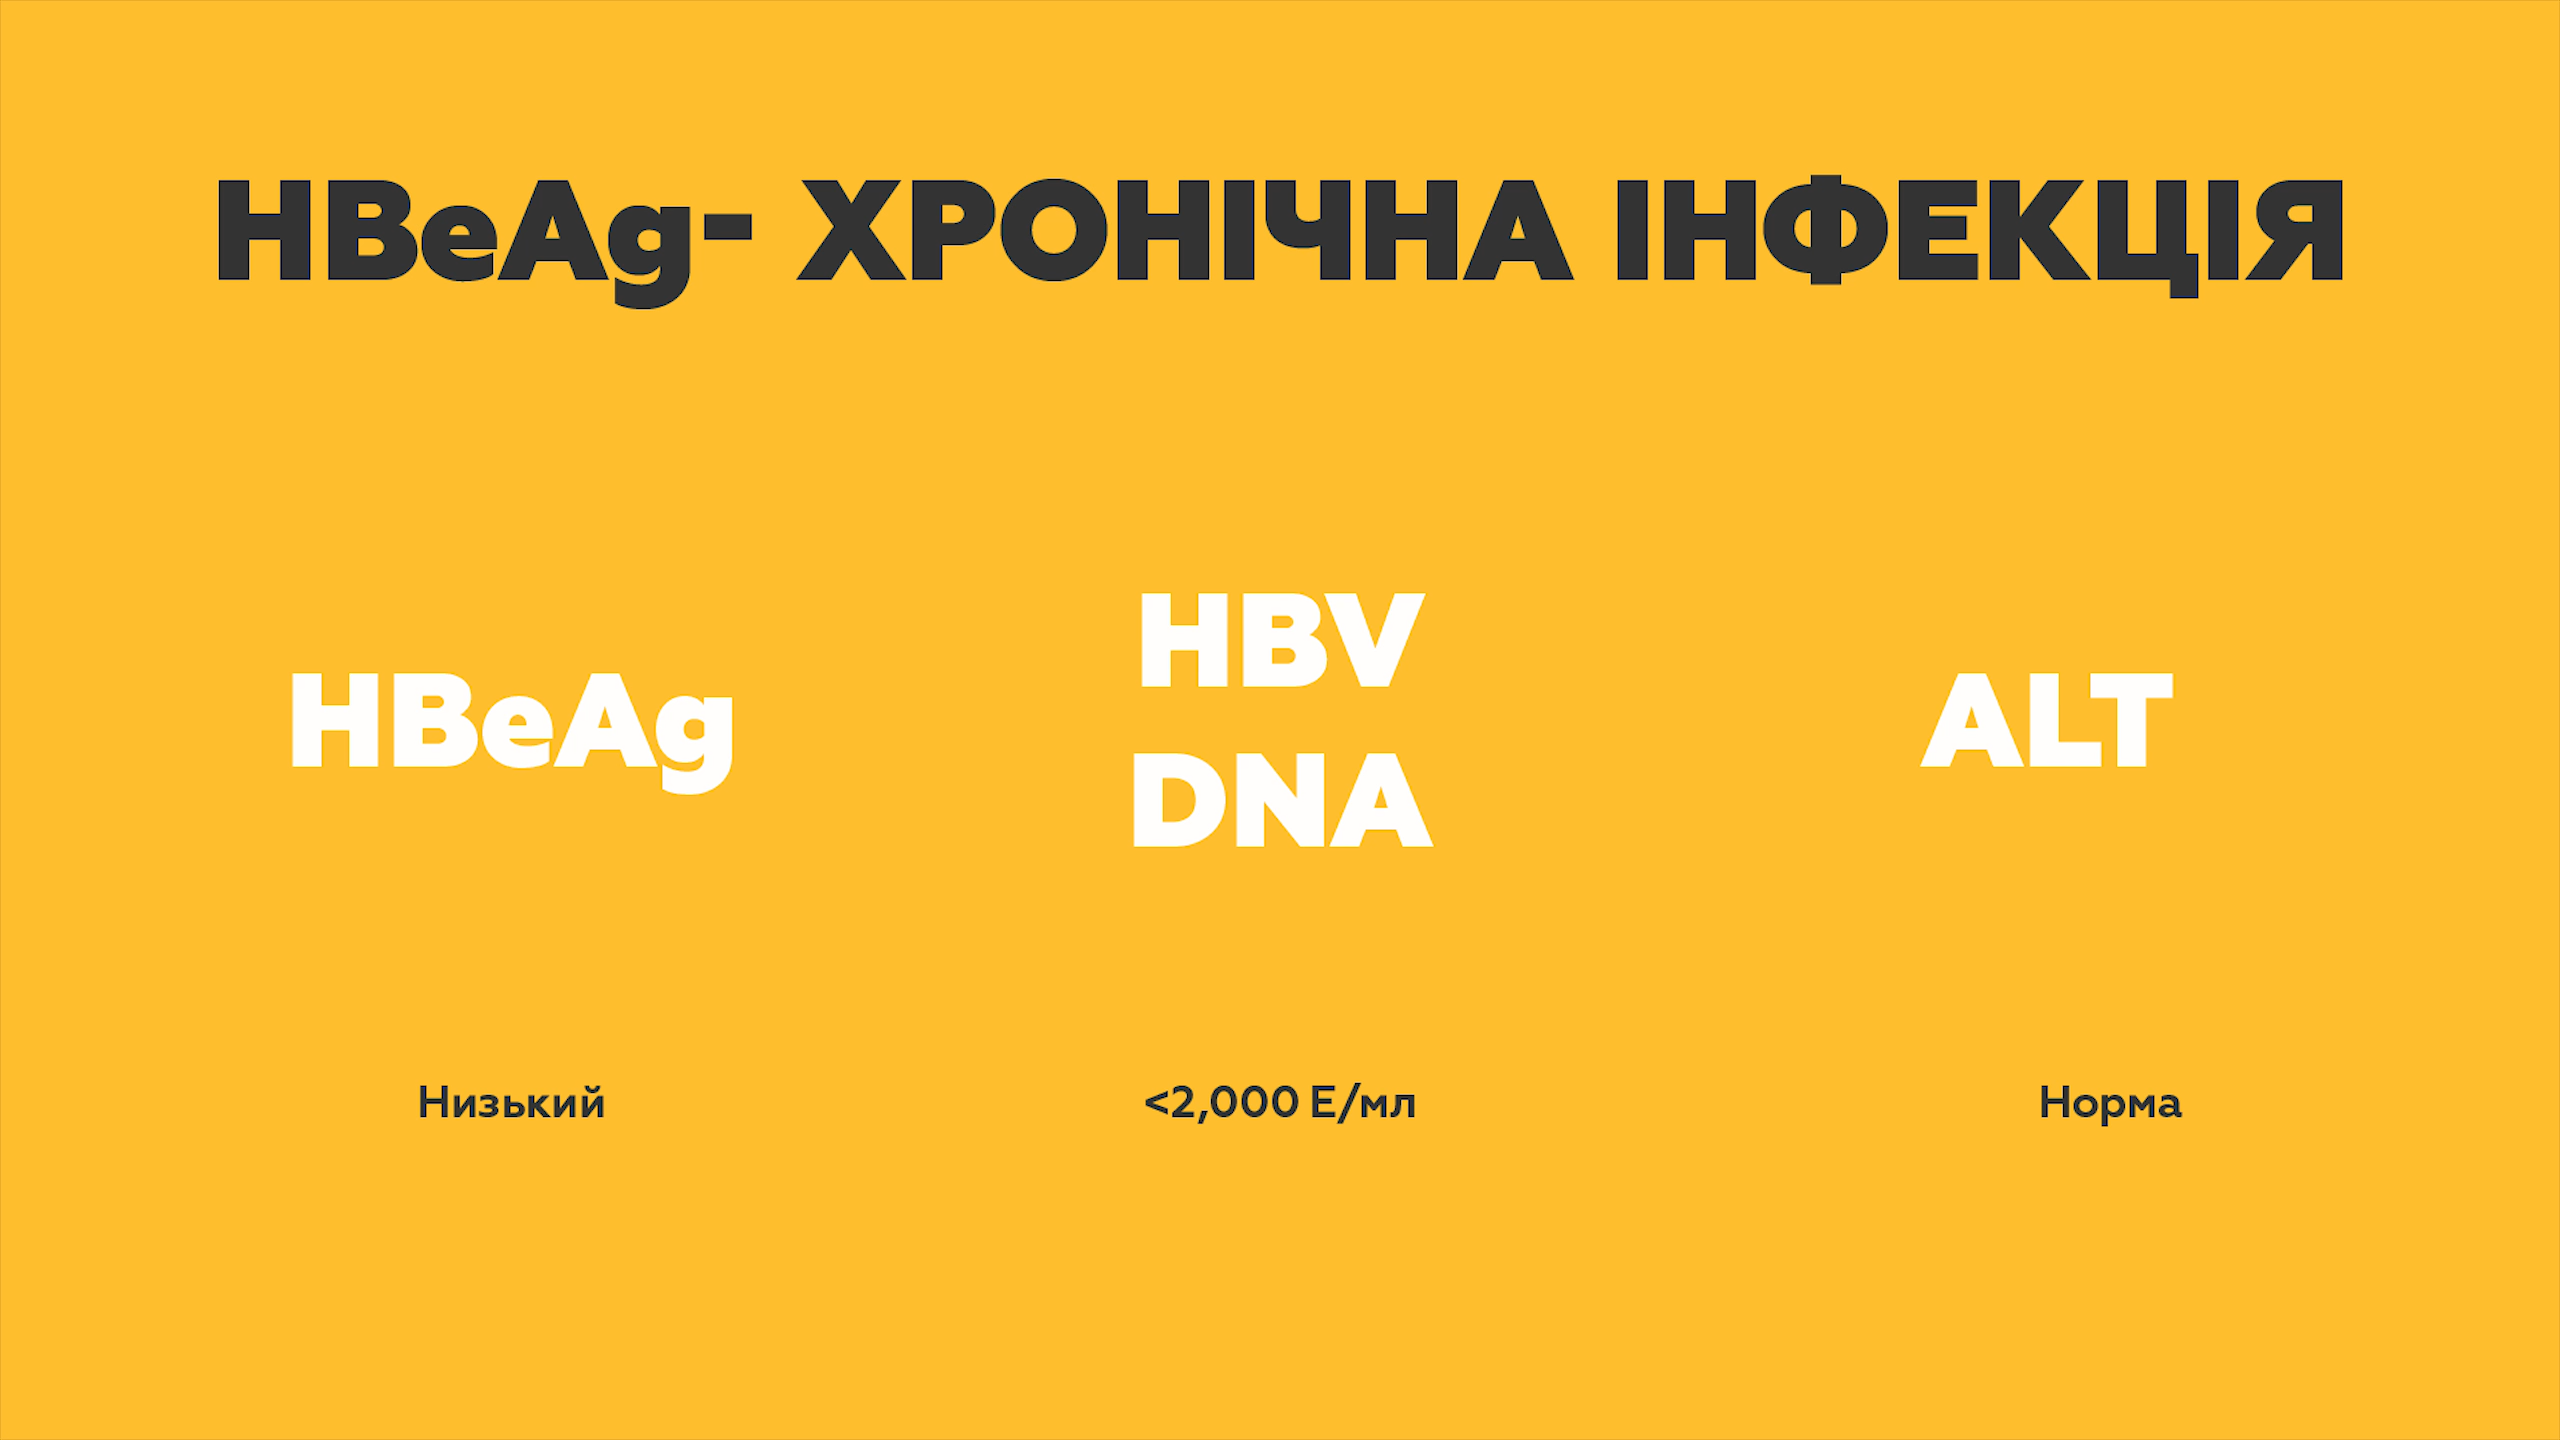 HBeAg- ХРОНІЧНА ІНФЕКЦІЯ
HBeAg
HBV
DNA
ALT
Низький
<2,000 Е/мл
Норма